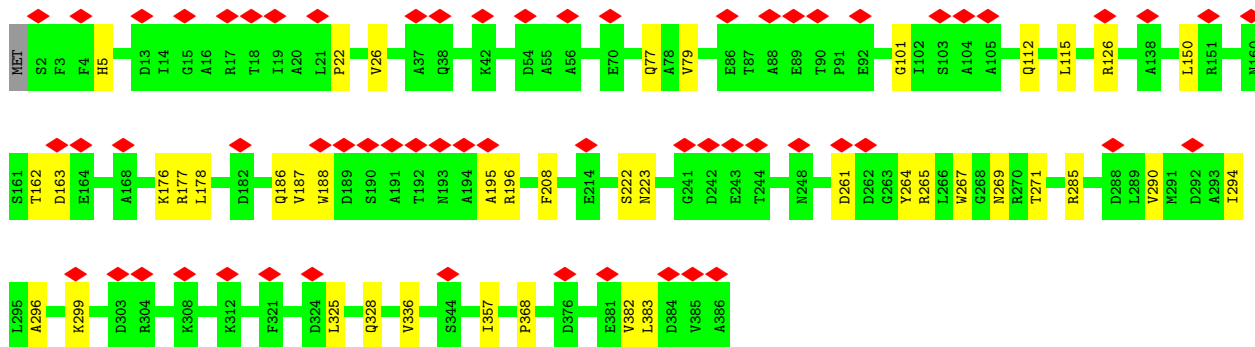 MET S2 F3 F4 H5 D13 I14 G15 A16 R17 T18 I19 A20 L21 P22 V26 A37 Q38 K42 D54 A55 A56 E70 Q77 A78 V79 E86 T87 A88 E89 T90 P91 E92 G101 I102 S103 A104 A105 Q112 L115 R126 A138 L150 R151 N160
S161 T162 D163 E164 A168 K176 R177 L178 D182 Q186 V187 W188 D189 S190 A191 T192 N193 A194 A195 R196 F208 E214 S222 N223 G241 D242 E243 T244 N248 D261 D262 G263 Y264 R265 L266 W267 G268 N269 R270 T271 R285 D288 L289 V290 M291 D292 A293 I294
L295 A296 K299 D303 R304 K308 K312 F321 D324 L325 Q328 V336 S344 I357 P368 D376 E381 V382 L383 D384 V385 A386